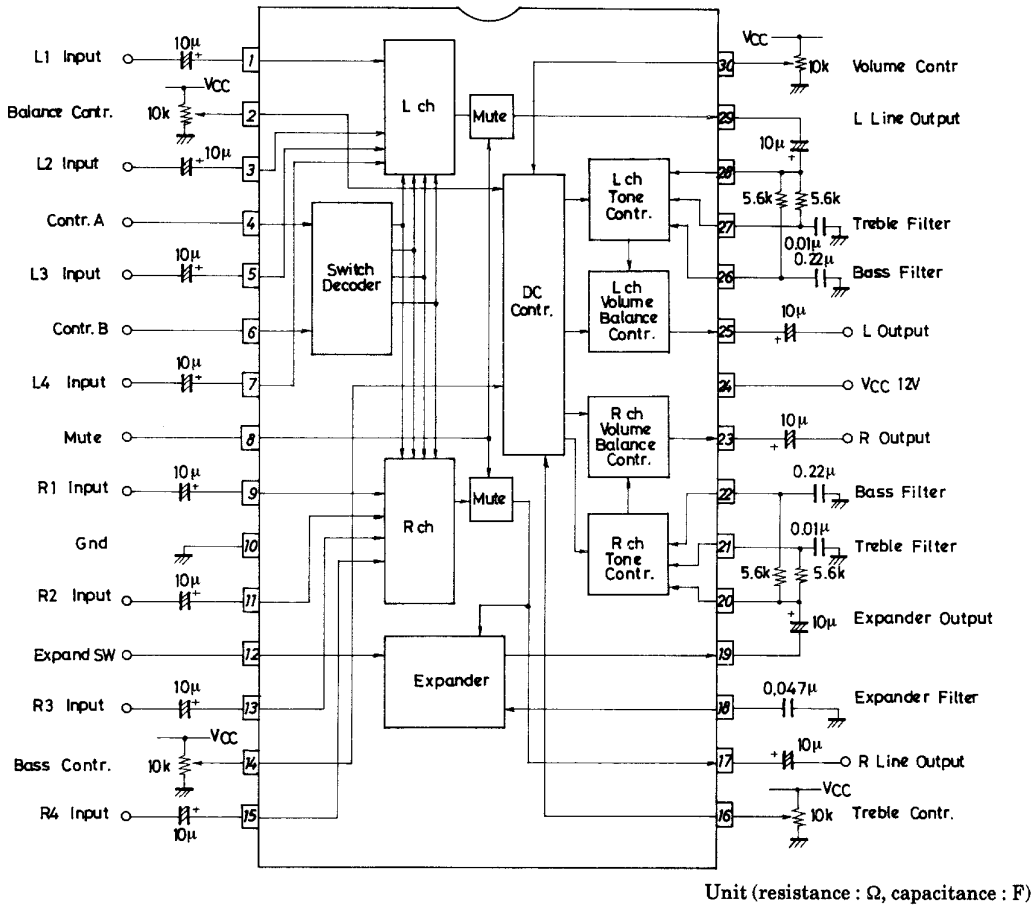 10μ
+
L1 Input
1
VCC
Balance Contr.
10k
2
L2 Input
10μ
+
3
Contr. A
4
L3 Input
10μ
+
5
Contr. B
6
L4 Input
10μ
+
7
Mute
8
R1 Input
10μ
+
9
Gnd
10
R2 Input
10μ
+
11
Expand SW
12
R3 Input
10μ
+
13
VCC
Bass Contr.
10k
14
R4 Input
+
10μ
15
L ch
Mute
Switch
Decoder
DC
Contr.
L ch
Tone
Contr.
L ch
Volume
Balance
Contr.
R ch
Volume
Balance
Contr.
R ch
Tone
Contr.
R ch
Mute
Expander
VCC
30
10k
Volume Contr
29
L Line Output
10μ
+
28
5.6k
5.6k
27
Treble Filter
0.01μ
0.22μ
26
Bass Filter
10μ
25
+
L Output
24
VCC 12V
10μ
23
+
R Output
0.22μ
22
Bass Filter
0.01μ
21
Treble Filter
5.6k
5.6k
20
+
10μ
Expander Output
19
0,047μ
18
Expander Filter
10μ
+
17
R Line Output
VCC
16
10k
Treble Contr.
Unit (resistance : Ω, capacitance : F)